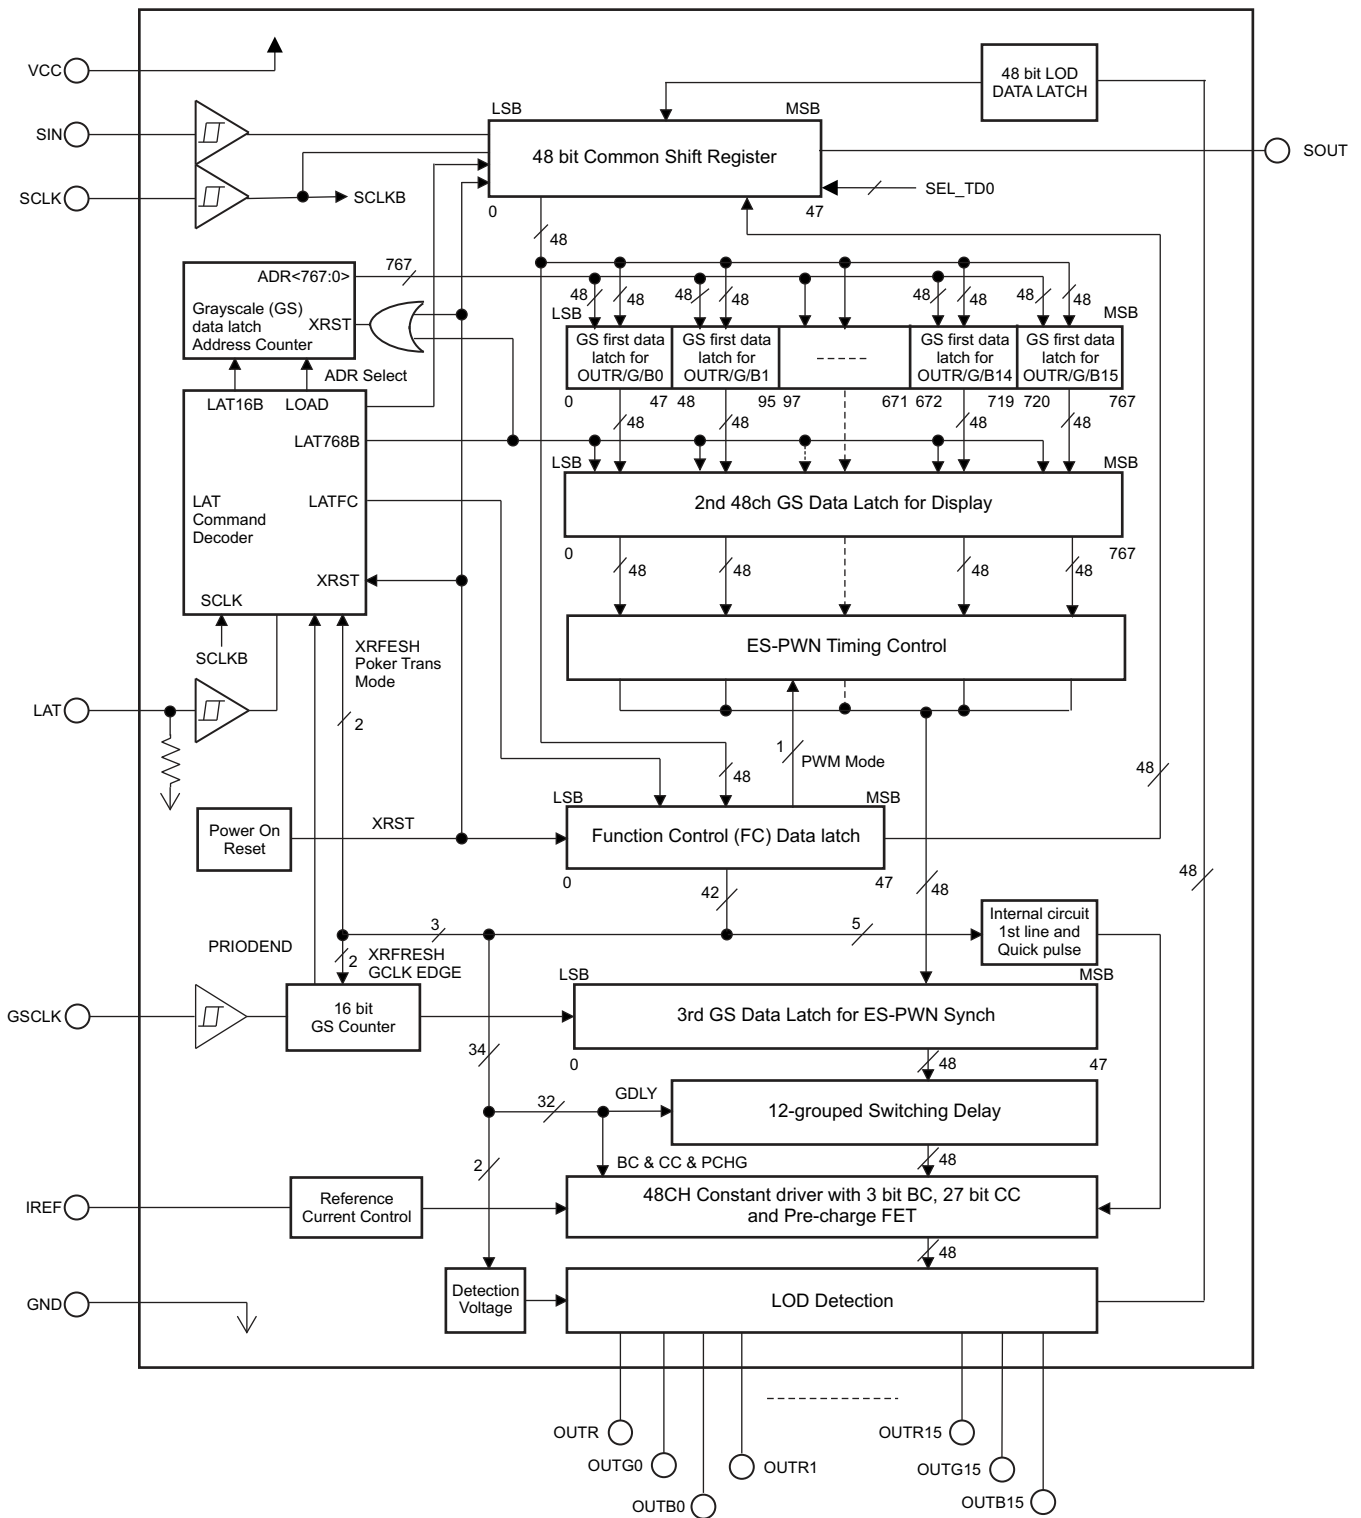 VCC
48 bit LOD
DATA LATCH
LSB
MSB
SIN
48 bit Common Shift Register
SOUT
SCLK
SCLKB
SEL_TD0
0
47
48
ADR<767:0>
767
Grayscale (GS)
data latch
Address Counter
XRST
48
48
48
48
48
48
48
48
LSB
MSB
GS first data
latch for
OUTR/G/B0
GS first data
latch for
OUTR/G/B1
GS first data
latch for
OUTR/G/B14
GS first data
latch for
OUTR/G/B15
ADR Select
0
47
48
95
97
671
672
719
720
767
LAT16B
LOAD
48
48
48
48
LAT768B
LSB
MSB
LAT
Command
Decoder
LATFC
2nd 48ch GS Data Latch for Display
0
767
XRST
48
48
48
48
SCLK
SCLKB
XRFESH
Poker Trans
Mode
ES-PWN Timing Control
LAT
2
1
PWM Mode
48
48
LSB
MSB
Power On
Reset
XRST
Function Control (FC) Data latch
0
47
42
48
48
3
5
Internal circuit
1st line and
Quick pulse
PRIODEND
2
XRFRESH
GCLK EDGE
LSB
MSB
GSCLK
16 bit
GS Counter
3rd GS Data Latch for ES-PWN Synch
34
0
47
48
32
GDLY
12-grouped Switching Delay
2
BC & CC & PCHG
48
IREF
Reference
Current Control
48CH Constant driver with 3 bit BC, 27 bit CC
and Pre-charge FET
48
GND
Detection
Voltage
LOD Detection
OUTR
OUTG0
OUTB0
OUTR1
OUTR15
OUTG15
OUTB15